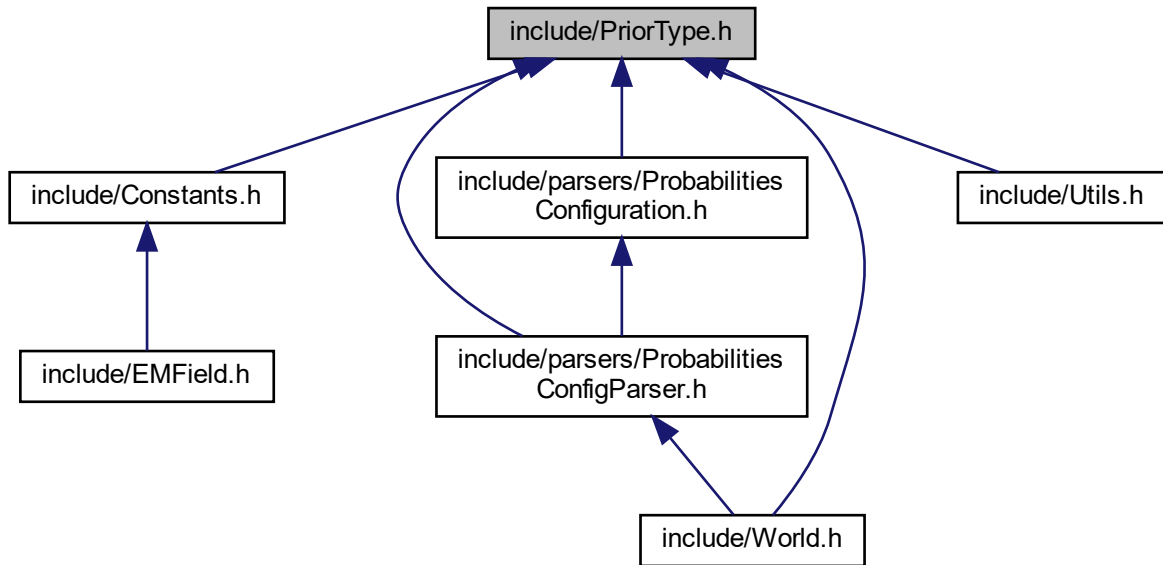 include/PriorType.h
include/Constants.h
include/parsers/Probabilities
Configuration.h
include/Utils.h
include/EMField.h
include/parsers/Probabilities
ConfigParser.h
include/World.h